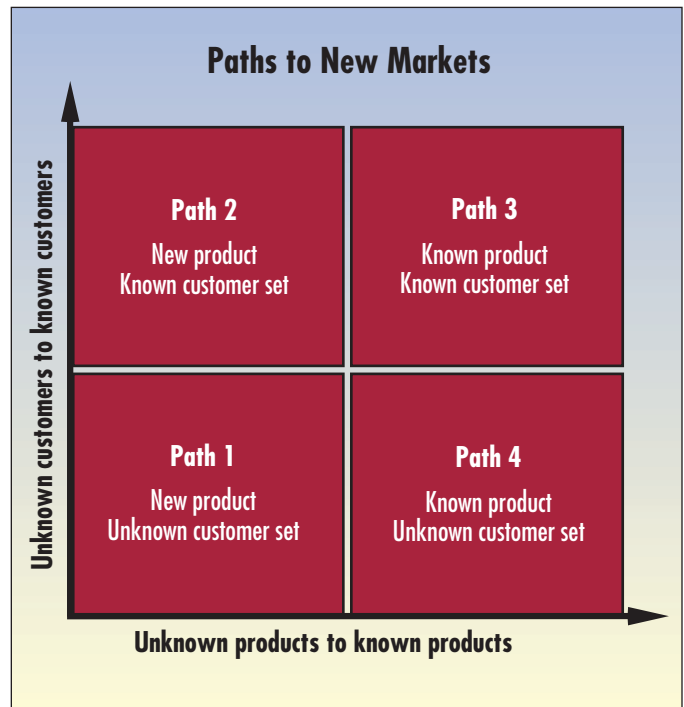 Paths to New Markets
Unknown customers to known customers
Path 2
New product
Known customer set
Path 3
Known product
Known customer set
Path 1
New product
Unknown customer set
Path 4
Known product
Unknown customer set
Unknown products to known products